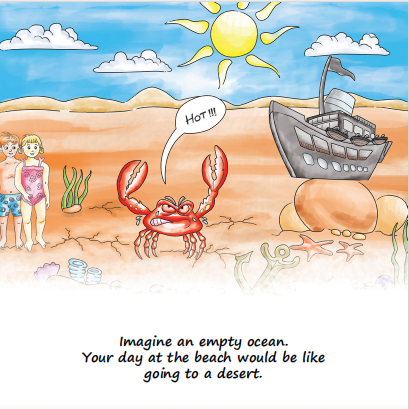 HOT!!!
Imagine an empty ocean.
Your day at the beach would be like
going to a desert.